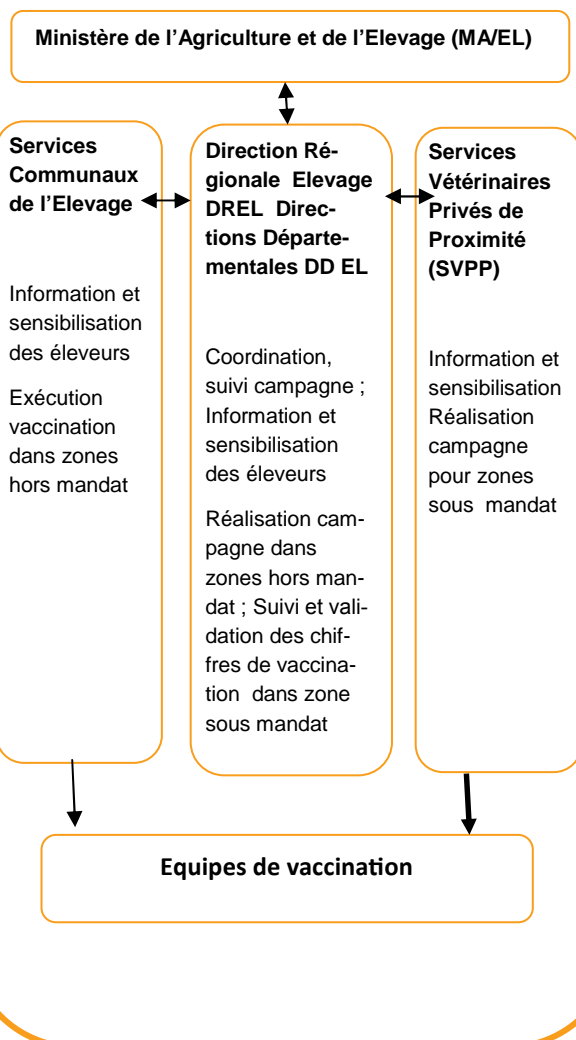 Ministère de l’Agriculture et de l’Elevage (MA/EL)
Services
Communaux
de l’Elevage
Information et
sensibilisation
des éleveurs
Exécution
vaccination
dans zones
hors mandat
Direction Ré-
gionale Elevage
DREL Direc-
tions Départe-
mentales DD EL
Coordination,
suivi campagne ;
Information et
sensibilisation
des éleveurs
Réalisation cam-
pagne dans
zones hors man-
dat ; Suivi et vali-
dation des chif-
fres de vaccina-
tion dans zone
sous mandat
Services
Vétérinaires
Privés de
Proximité
(SVPP)
Information et
sensibilisation
Réalisation
campagne
pour zones
sous mandat
Equipes de vaccination